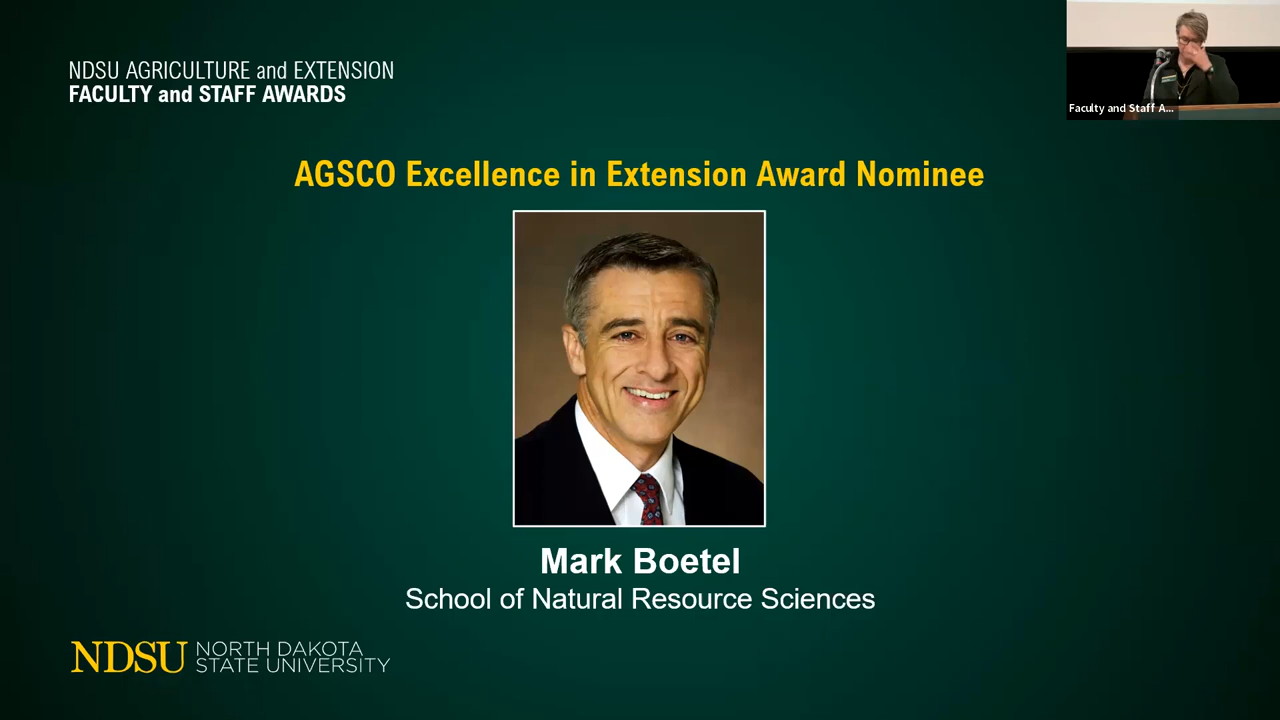 NDSU AGRICULTURE and EXTENSION
FACULTY and STAFF AWARDS
Faculty and Staff A...
AGSCO Excellence in Extension Award Nominee
Mark Boetel
School of Natural Resource Sciences
NDSU NORTH DAKOTA
STATE UNIVERSITY